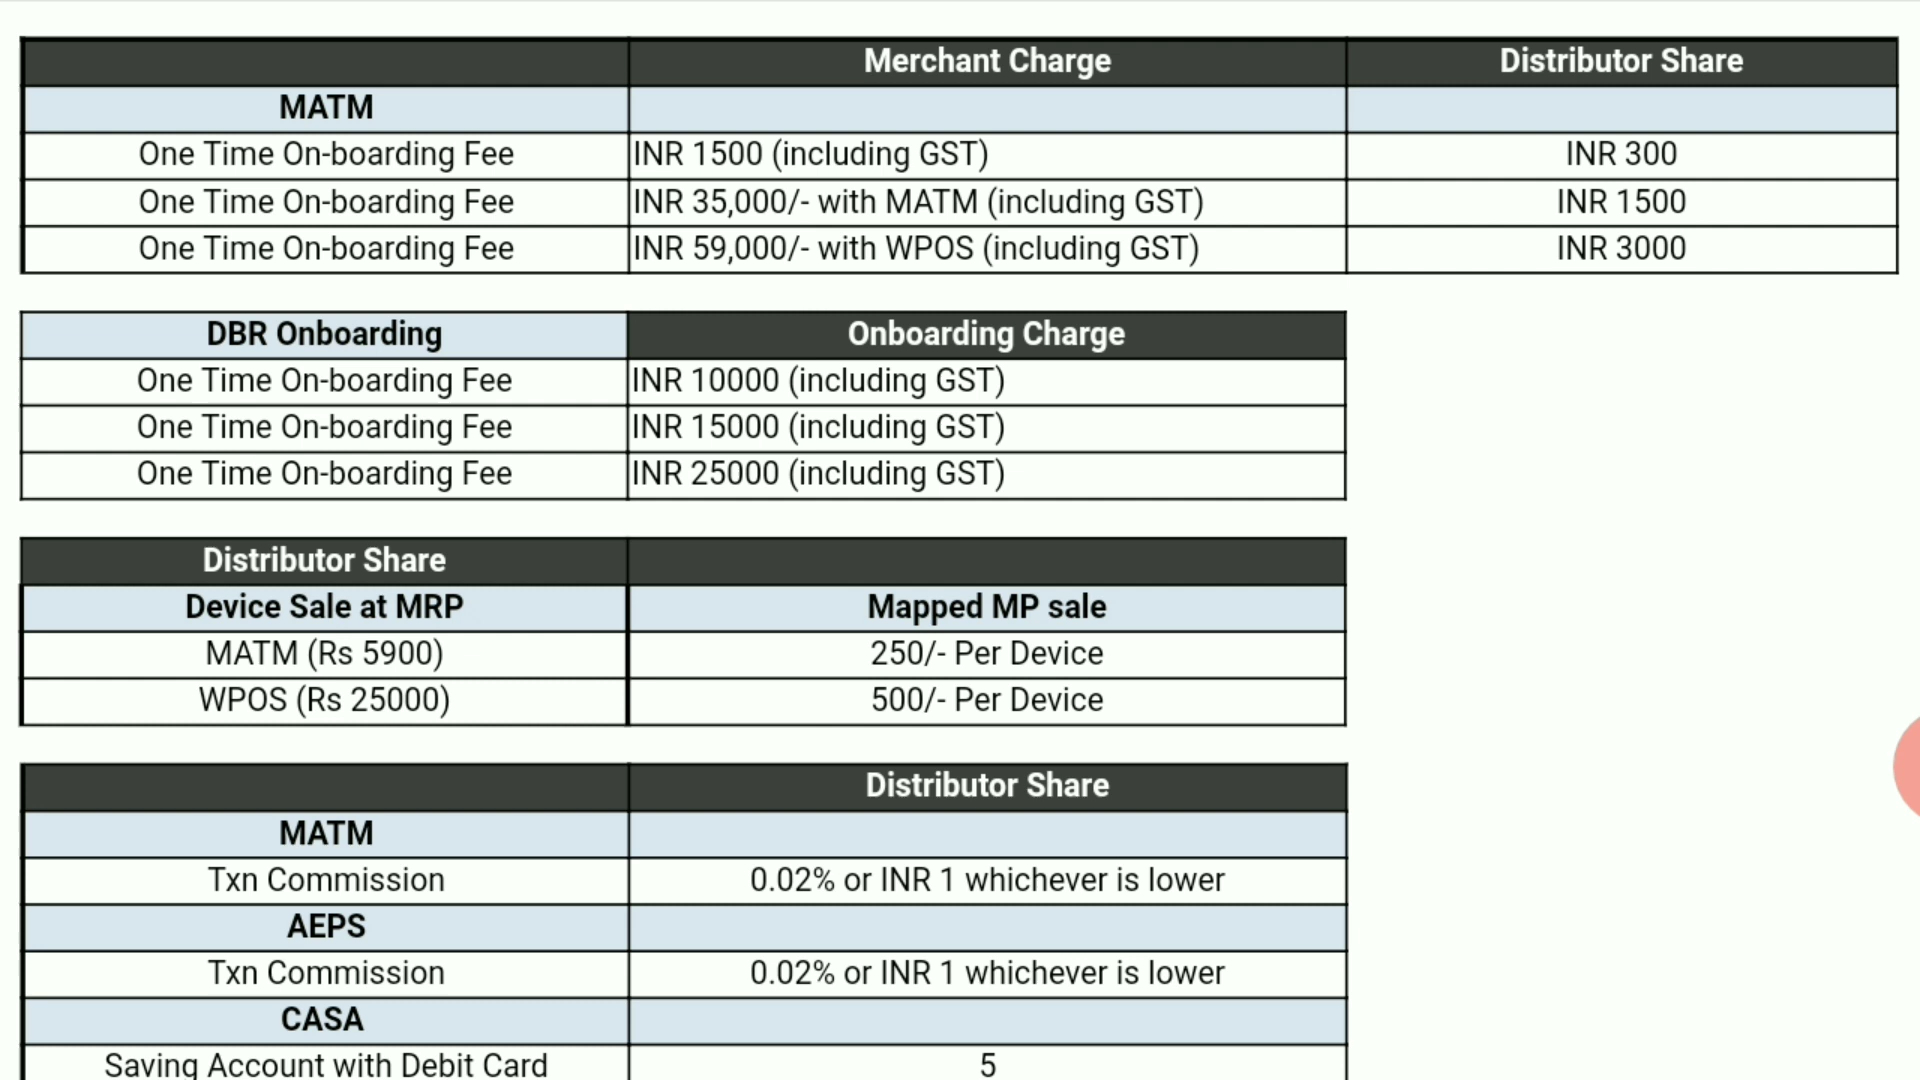 Merchant Charge Distributor Share
MATM
One Time On-boarding Fee INR 1500 (including GST) INR 300
One Time On-boarding Fee INR 35,000/- with MATM (including GST) INR 1500
One Time On-boarding Fee INR 59,000/- with WPOS (including GST) INR 3000
DBR Onboarding Onboarding Charge
One Time On-boarding Fee INR 10000 (including GST)
One Time On-boarding Fee INR 15000 (including GST)
One Time On-boarding Fee INR 25000 (including GST)
Distributor Share
Device Sale at MRP Mapped MP sale
MATM (Rs 5900) 250/- Per Device
WPOS (Rs 25000) 500/- Per Device
Distributor Share
MATM
Txn Commission 0.02% or INR 1 whichever is lower
AEPS
Txn Commission 0.02% or INR 1 whichever is lower
CASA
Saving Account with Debit Card 5